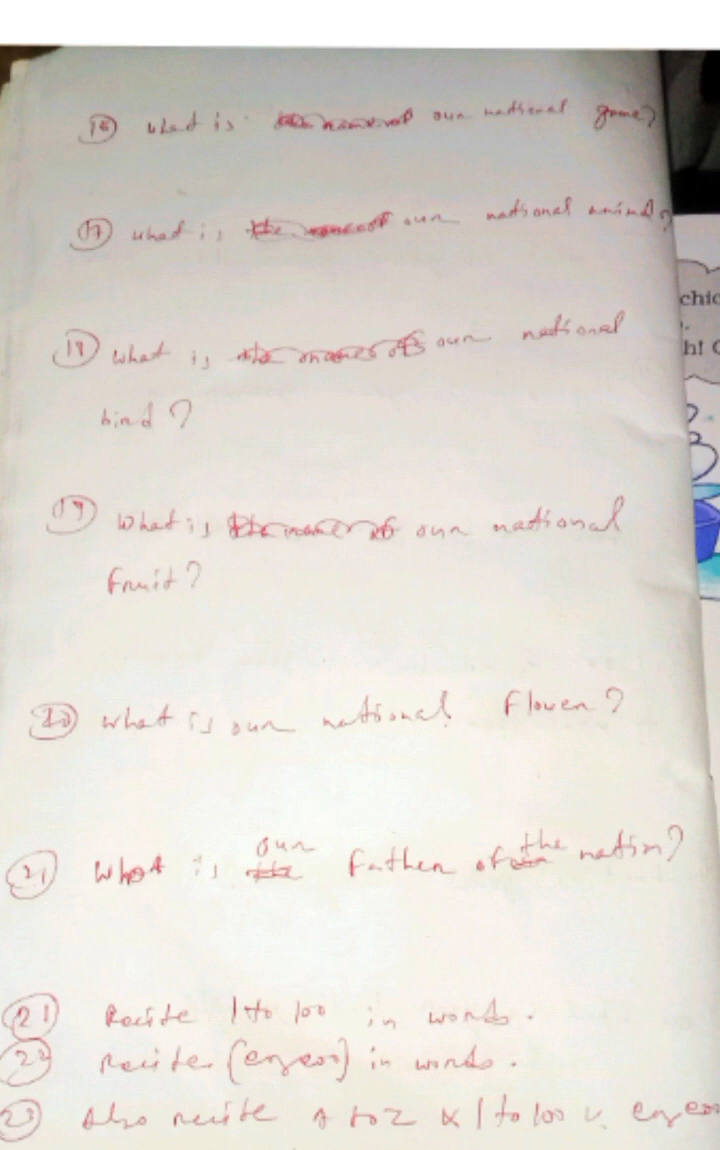 16 What is our national game?
17 What is our national animal?
18 What is our national
bird?
19 What is our national
Fruit?
20 What is our national Flower?
21 What is our Father of the nation?
21 Recite 1 to 100 in words.
22 Recite in words.
23 Also recite A to Z & 1 to 100
chic
ht